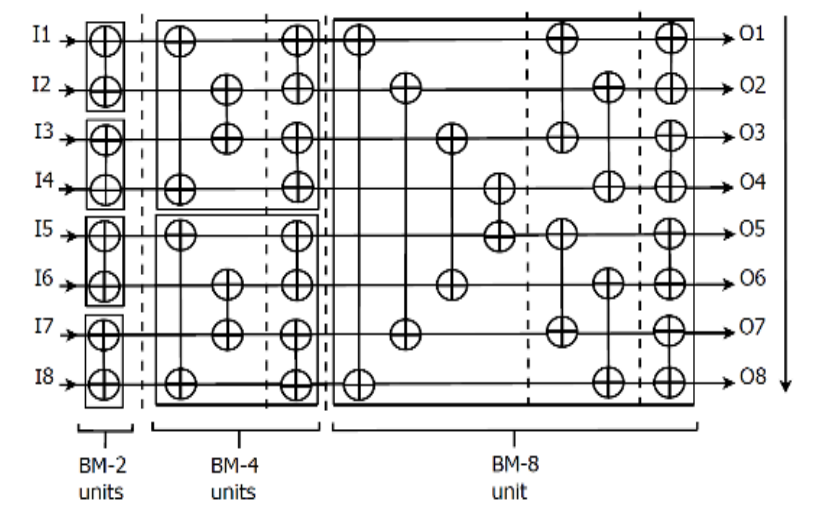 I1 O1
I2 O2
I3 O3
I4 O4
I5 O5
I6 O6
I7 O7
I8 O8
BM-2 BM-4 BM-8
units units unit